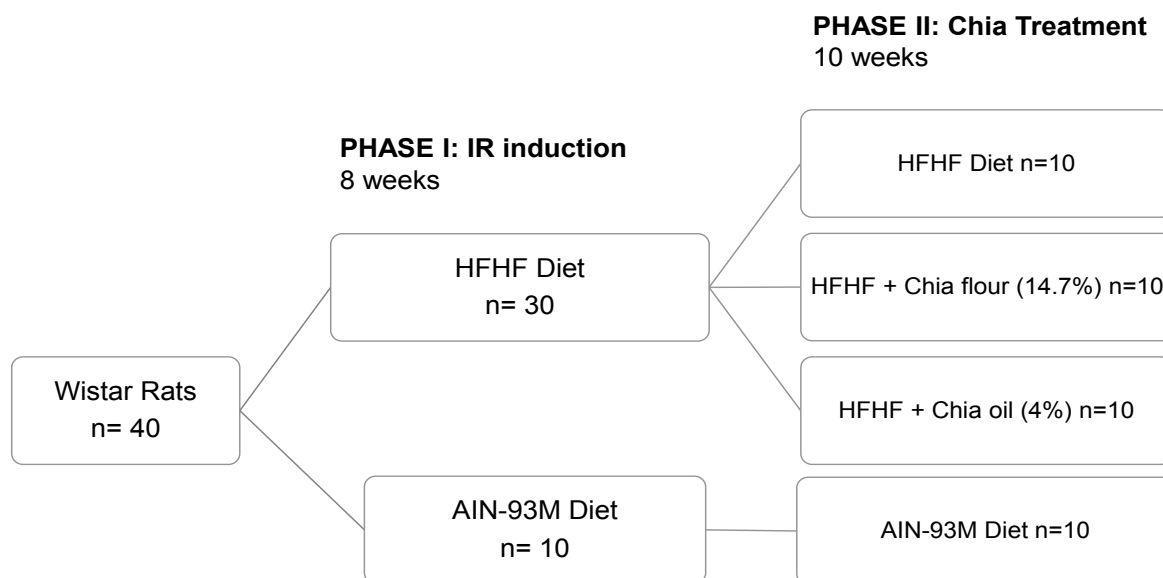 PHASE II: Chia Treatment
10 weeks
PHASE I: IR induction
8 weeks
HFHF Diet n=10
HFHF Diet
n= 30
HFHF + Chia flour (14.7%) n=10
Wistar Rats
n= 40
HFHF + Chia oil (4%) n=10
AIN-93M Diet
n= 10
AIN-93M Diet n=10